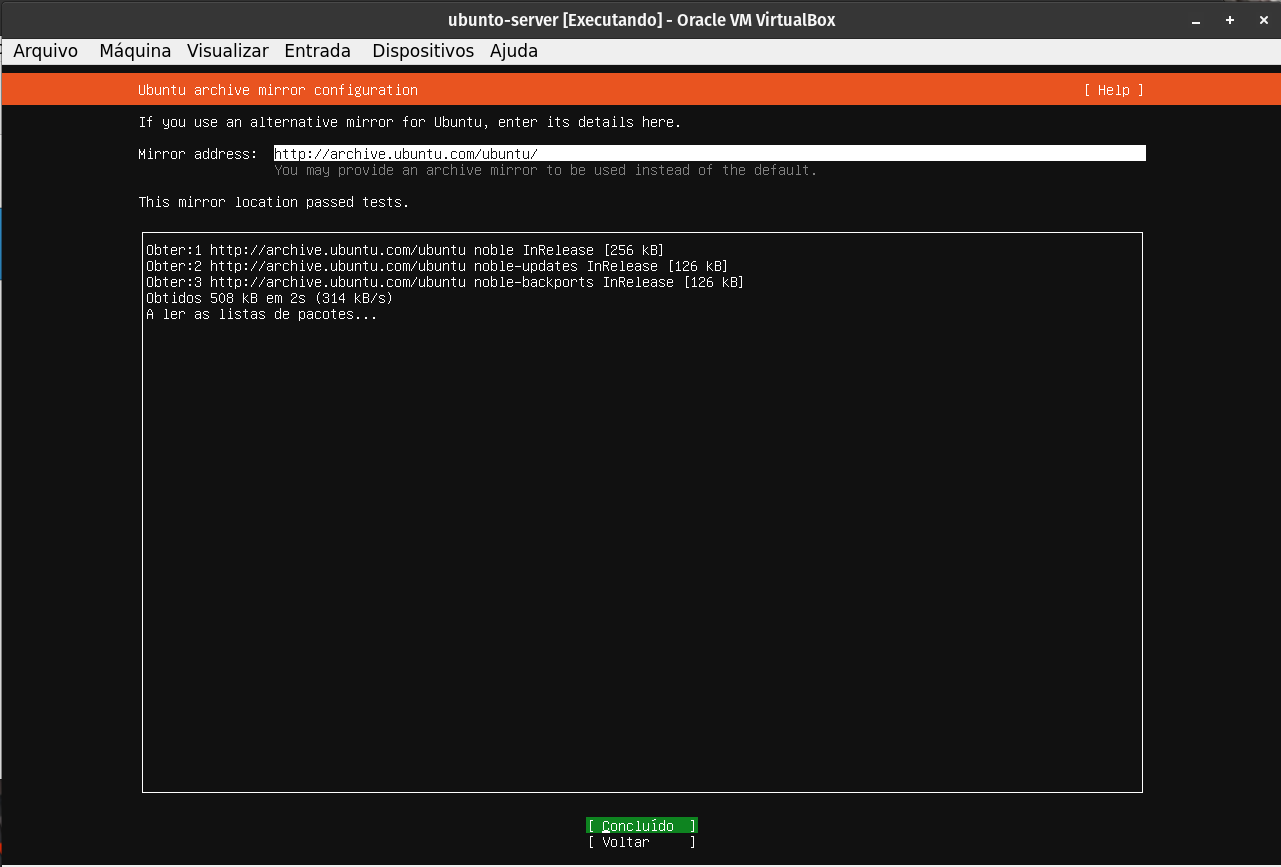 ubunto-server [Executando] - Oracle VM VirtualBox
Arquivo Máquina Visualizar Entrada Dispositivos Ajuda
Ubuntu archive mirror configuration [ Help ]
If you use an alternative mirror for Ubuntu, enter its details here.
Mirror address: http://archive.ubuntu.com/ubuntu/
You may provide an archive mirror to be used instead of the default.
This mirror location passed tests.
Obter:1 http://archive.ubuntu.com/ubuntu noble InRelease [256 kB]
Obter:2 http://archive.ubuntu.com/ubuntu noble-updates InRelease [126 kB]
Obter:3 http://archive.ubuntu.com/ubuntu noble-backports InRelease [126 kB]
Obtidos 508 kB em 2s (314 kB/s)
A ler as listas de pacotes...
[ Concluído ]
[ Voltar ]